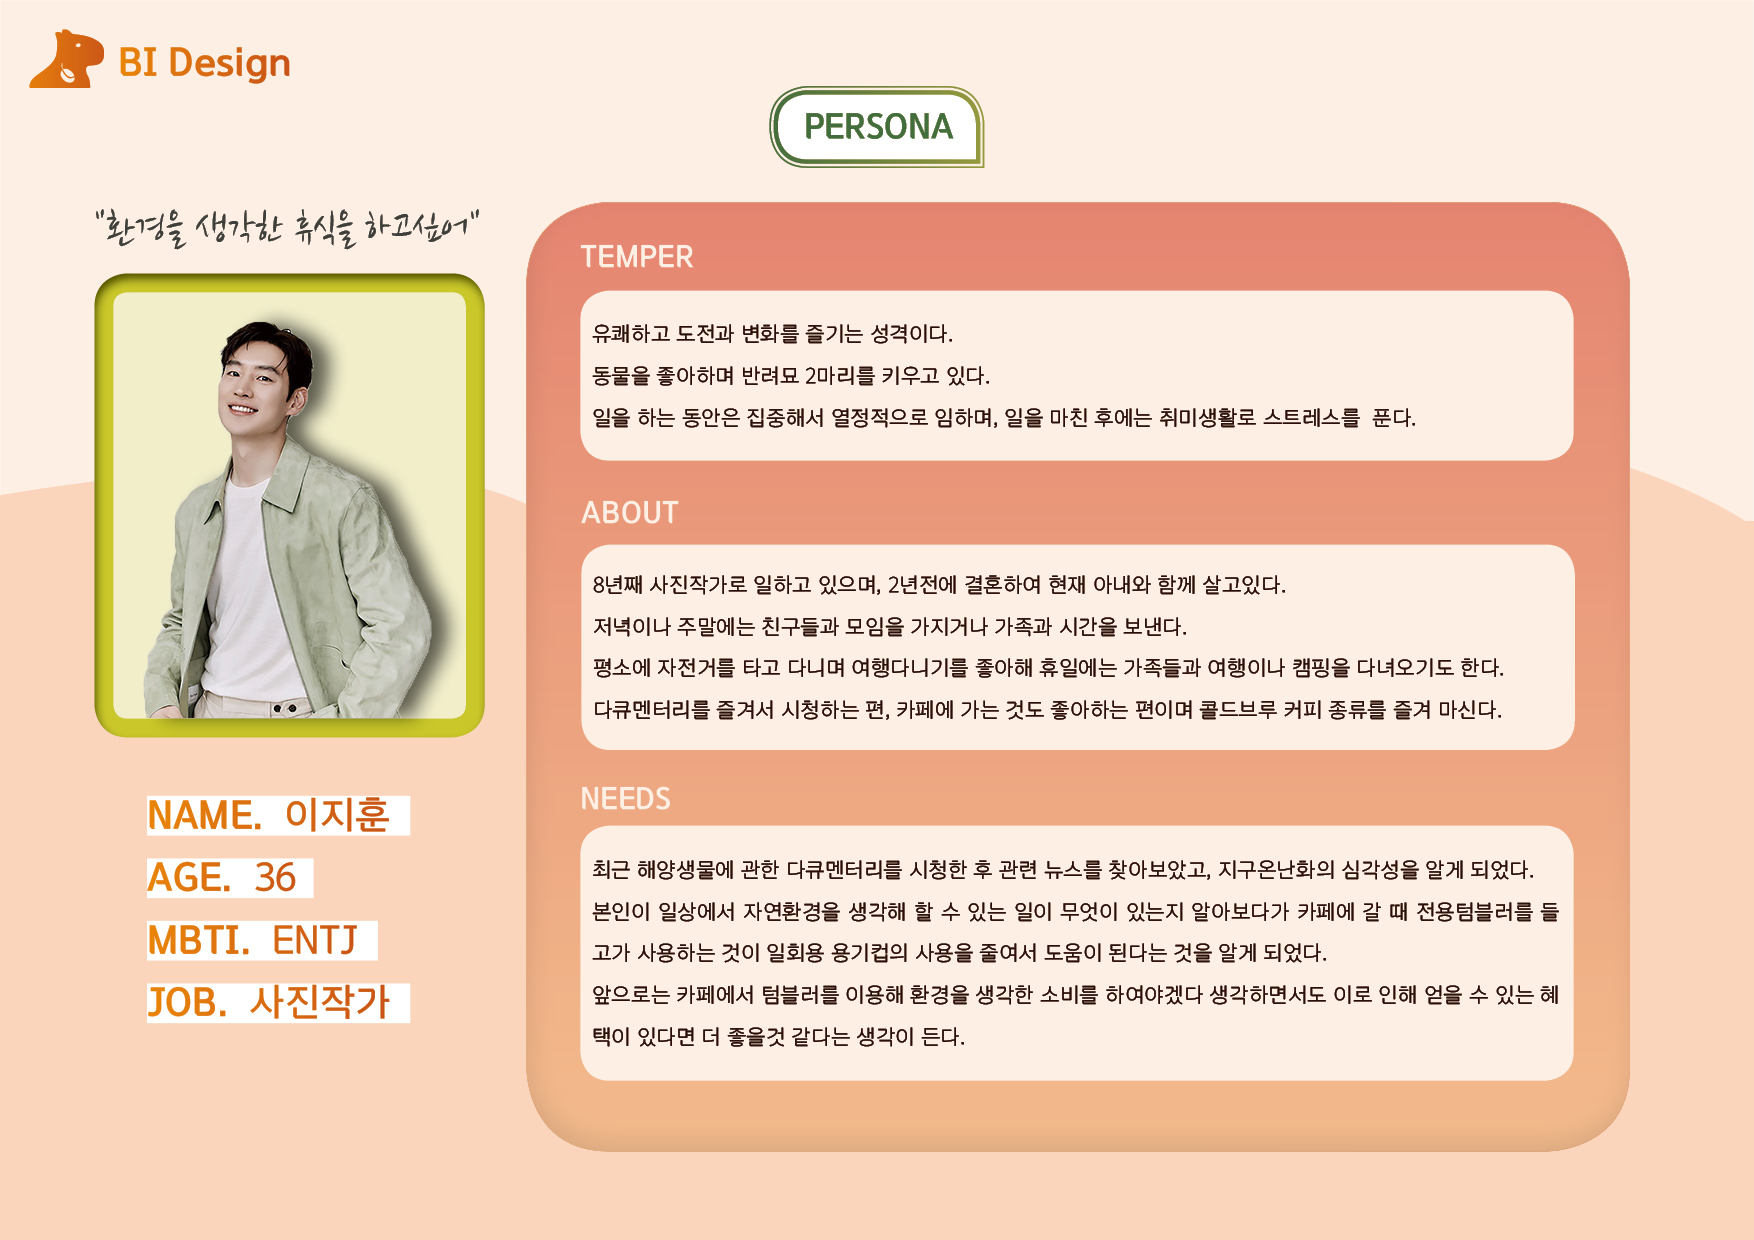 BI Design
PERSONA
"환경을 생각한 휴식을 하고싶어"
NAME. 이지훈
AGE. 36
MBTI. ENTJ
JOB. 사진작가
TEMPER
유쾌하고 도전과 변화를 즐기는 성격이다.
동물을 좋아하며 반려묘 2마리를 키우고 있다.
일을 하는 동안은 집중해서 열정적으로 임하며, 일을 마친 후에는 취미생활로 스트레스를 푼다.
ABOUT
8년째 사진작가로 일하고 있으며, 2년전에 결혼하여 현재 아내와 함께 살고있다.
저녁이나 주말에는 친구들과 모임을 가지거나 가족과 시간을 보낸다.
평소에 자전거를 타고 다니며 여행다니기를 좋아해 휴일에는 가족들과 여행이나 캠핑을 다녀오기도 한다.
다큐멘터리를 즐겨서 시청하는 편, 카페에 가는 것도 좋아하는 편이며 콜드브루 커피 종류를 즐겨 마신다.
NEEDS
최근 해양생물에 관한 다큐멘터리를 시청한 후 관련 뉴스를 찾아보았고, 지구온난화의 심각성을 알게 되었다.
본인이 일상에서 자연환경을 생각해 할 수 있는 일이 무엇이 있는지 알아보다가 카페에 갈 때 전용텀블러를 들
고가 사용하는 것이 일회용 용기컵의 사용을 줄여서 도움이 된다는 것을 알게 되었다.
앞으로는 카페에서 텀블러를 이용해 환경을 생각한 소비를 하여야겠다 생각하면서도 이로 인해 얻을 수 있는 혜
택이 있다면 더 좋을것 같다는 생각이 든다.